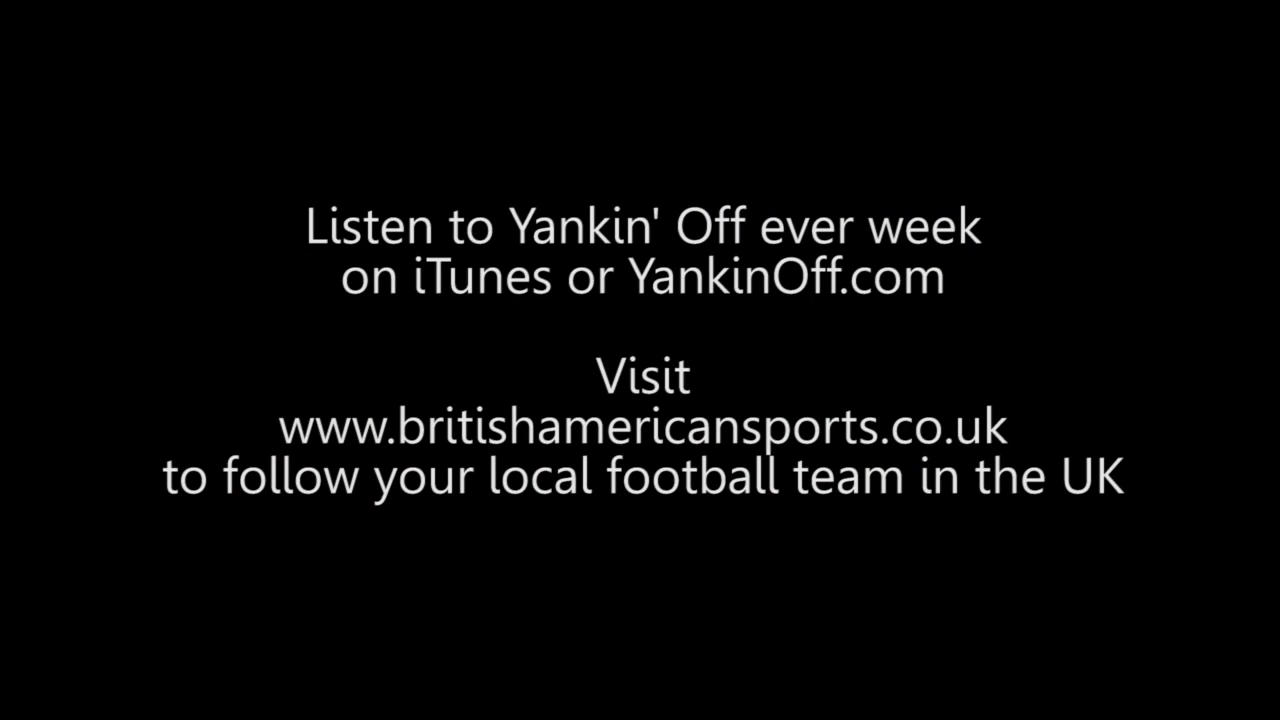 Listen to Yankin' Off ever week
on iTunes or YankinOff.com
Visit
www.britishamericansports.co.uk
to follow your local football team in the UK